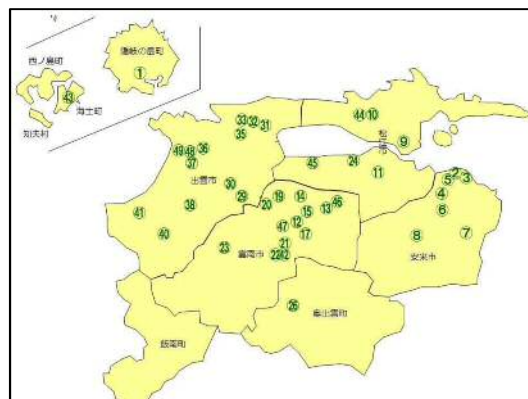 隠岐の島町
①
西ノ島町
㊸
海士町
知夫村
㉝ ㉜ ㉛
㉟
㊹ ⑩
松江市
⑨
㊾ ㊽ ㊱
㊲
出雲市
㊺ ㉔
⑪
㉚
㉙
㊳
㊶
㊵
⑤ ② ③
④
⑥
⑧
⑦
安来市
⑳ ⑲ ⑭
⑮ ⑬ ㊻
㊼ ⑫
⑰
㉓
㉑
㉒ ㊷
雲南市
㉖
奥出雲町
飯南町